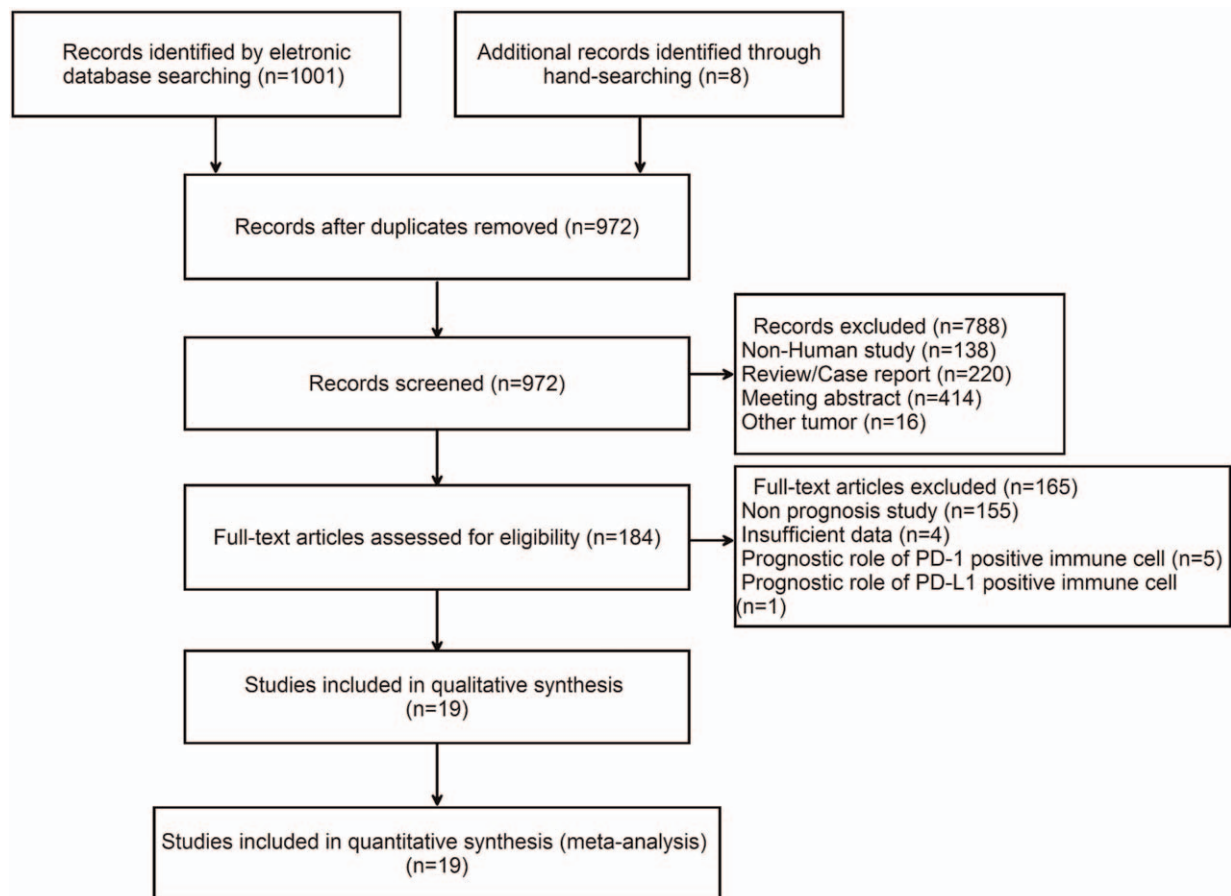 Records identified by eletronic
database searching (n=1001)
Additional records identified through
hand-searching (n=8)
Records after duplicates removed (n=972)
Records screened (n=972)
Records excluded (n=788)
Non-Human study (n=138)
Review/Case report (n=220)
Meeting abstract (n=414)
Other tumor (n=16)
Full-text articles assessed for eligibility (n=184)
Full-text articles excluded (n=165)
Non prognosis study (n=155)
Insufficient data (n=4)
Prognostic role of PD-1 positive immune cell (n=5)
Prognostic role of PD-L1 positive immune cell
(n=1)
Studies included in qualitative synthesis
(n=19)
Studies included in quantitative synthesis (meta-analysis)
(n=19)